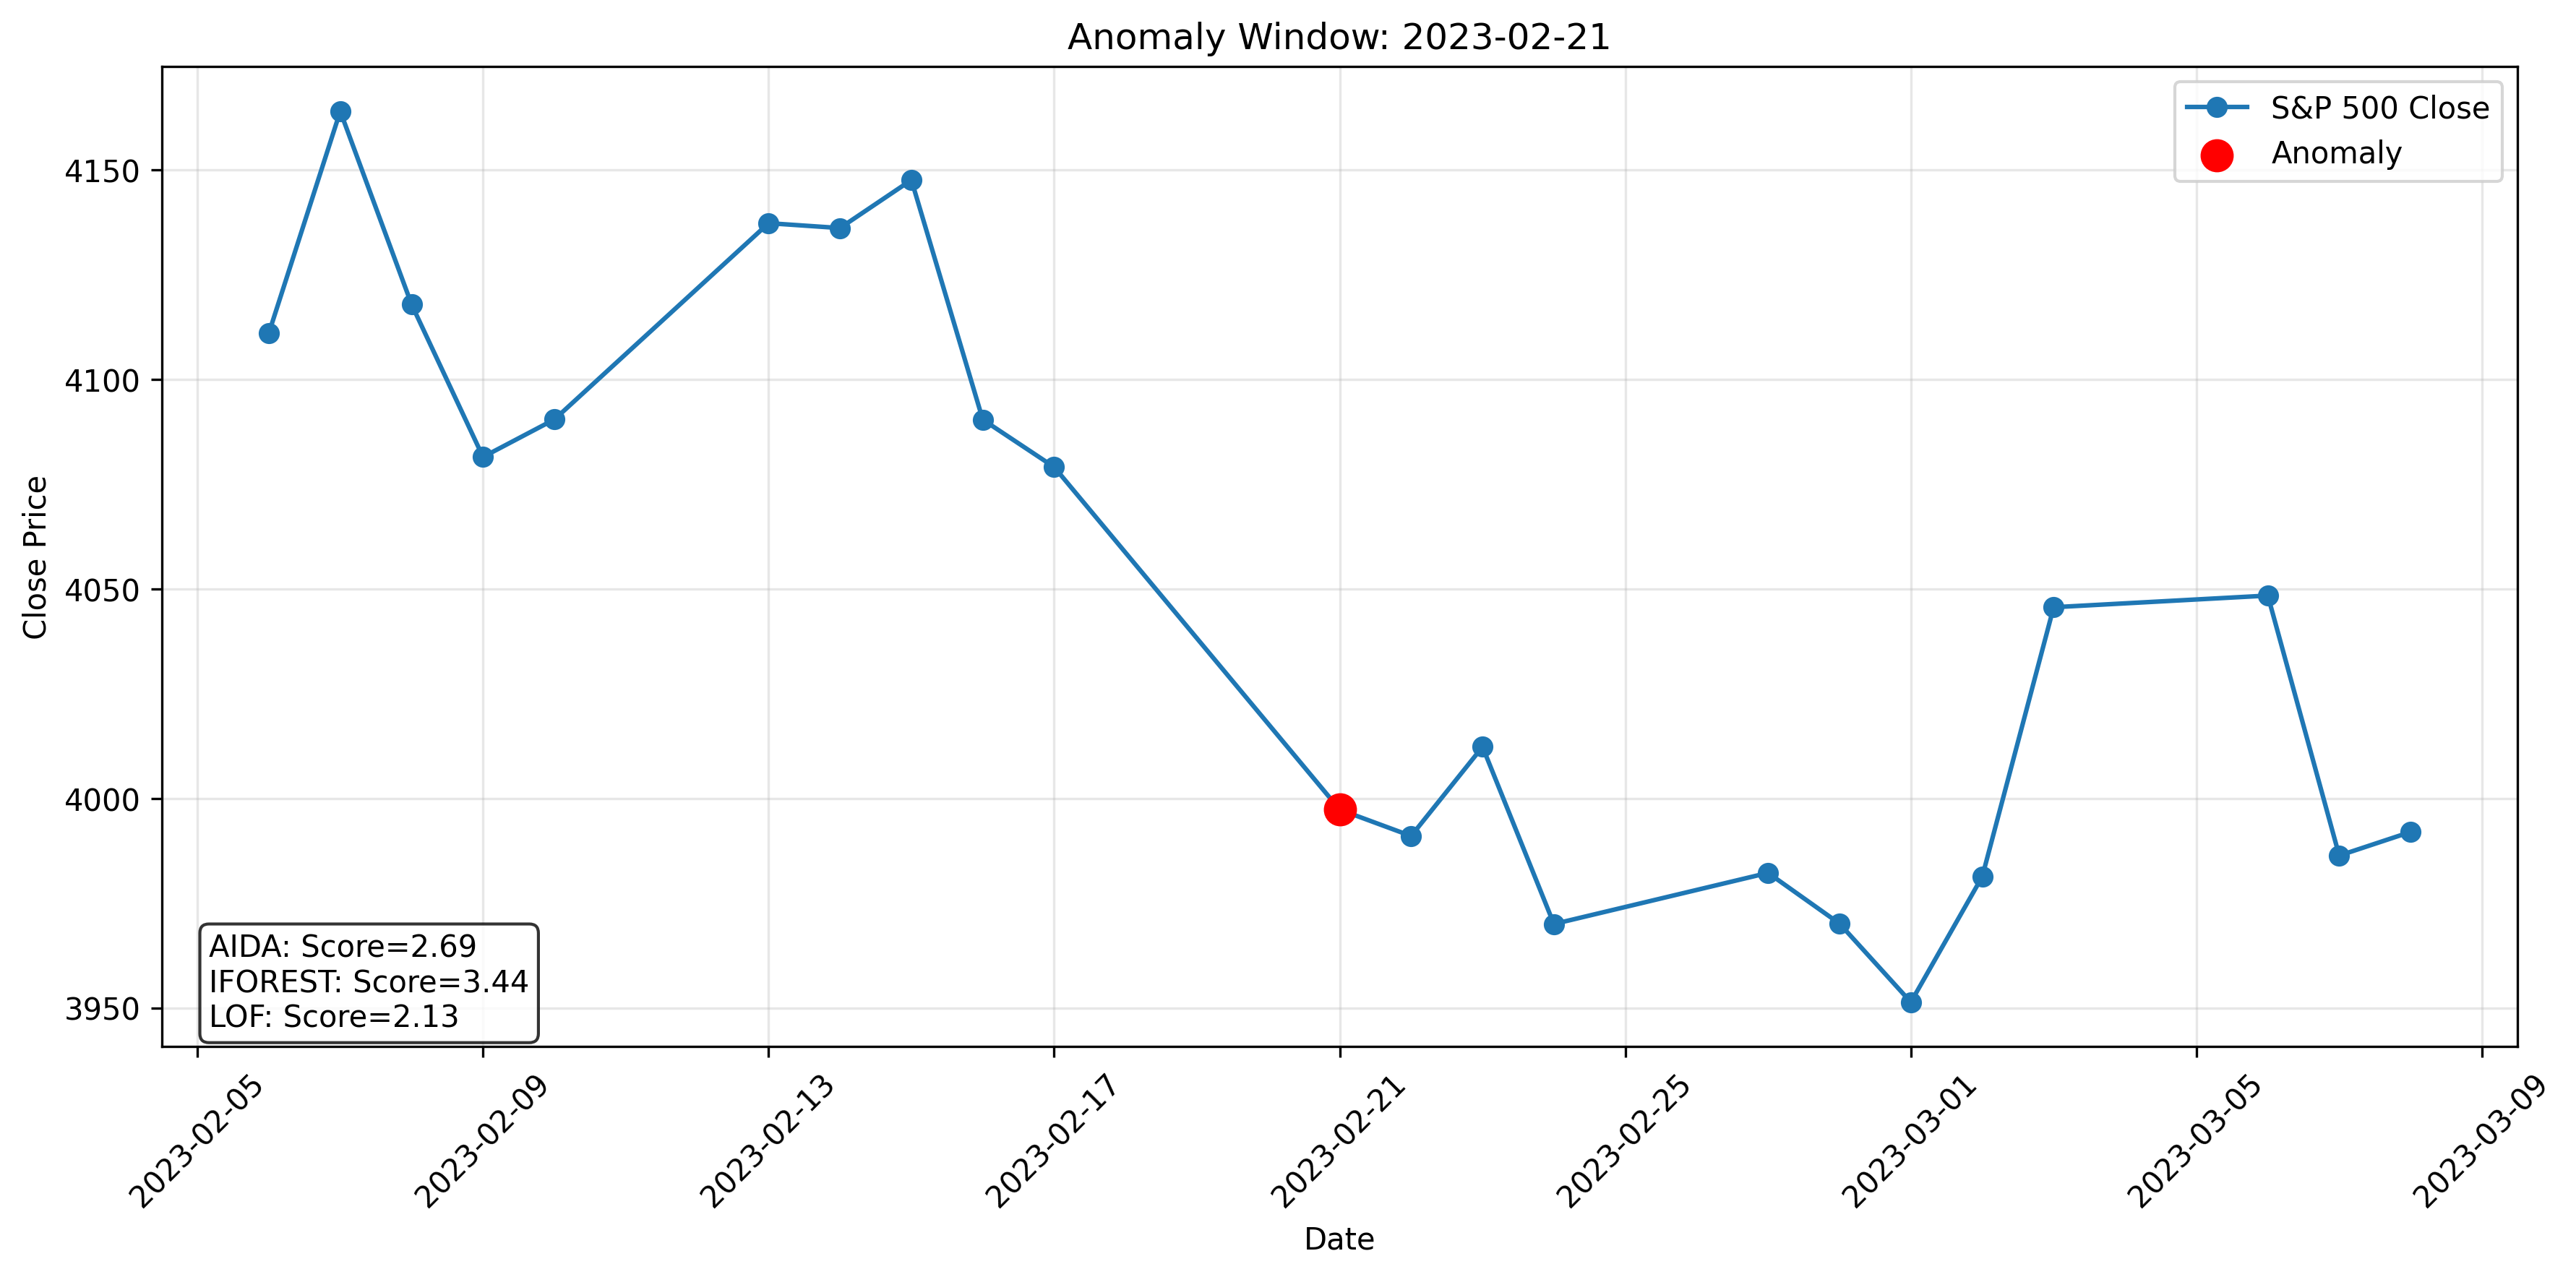 Anomaly Window: 2023-02-21
S&P 500 Close
Anomaly
Close Price
4150
4100
4050
4000
3950
AIDA: Score=2.69
IFOREST: Score=3.44
LOF: Score=2.13
2023-02-05
2023-02-09
2023-02-13
2023-02-17
2023-02-21
2023-02-25
2023-03-01
2023-03-05
2023-03-09
Date